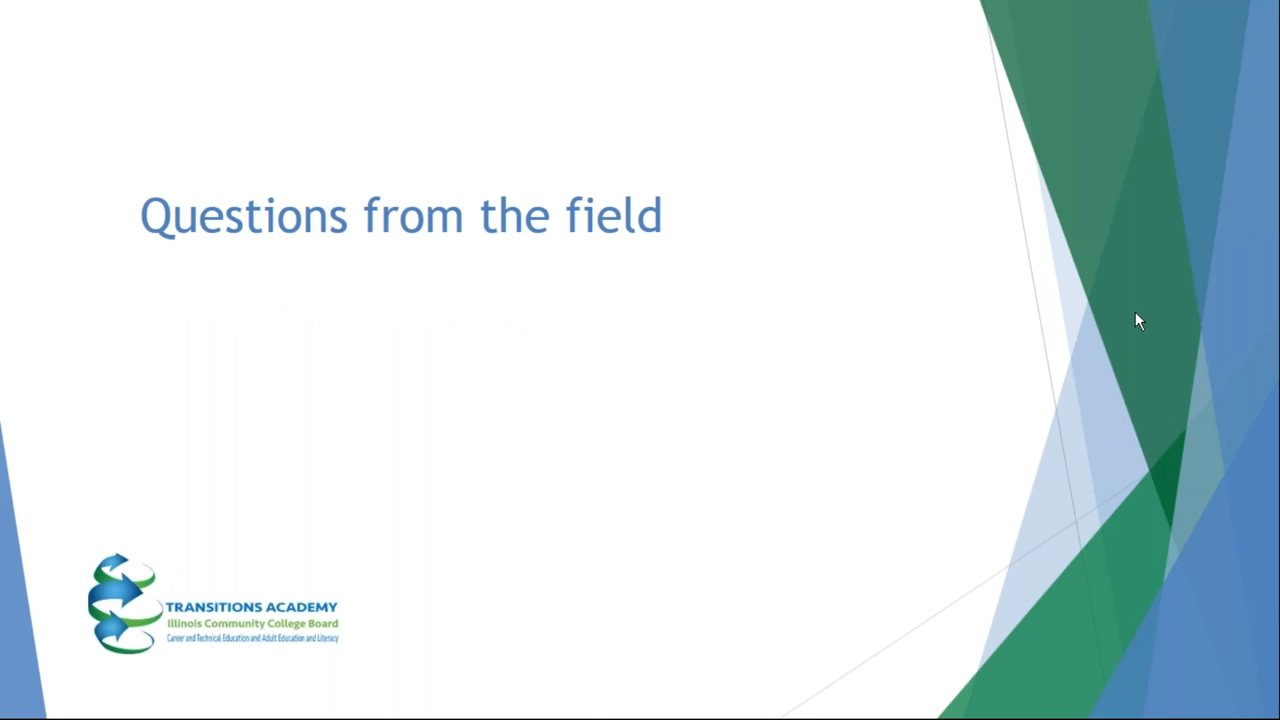 Questions from the field
TRANSITIONS ACADEMY
Illinois Community College Board
Career and Technical Education and Adult Education and Literacy